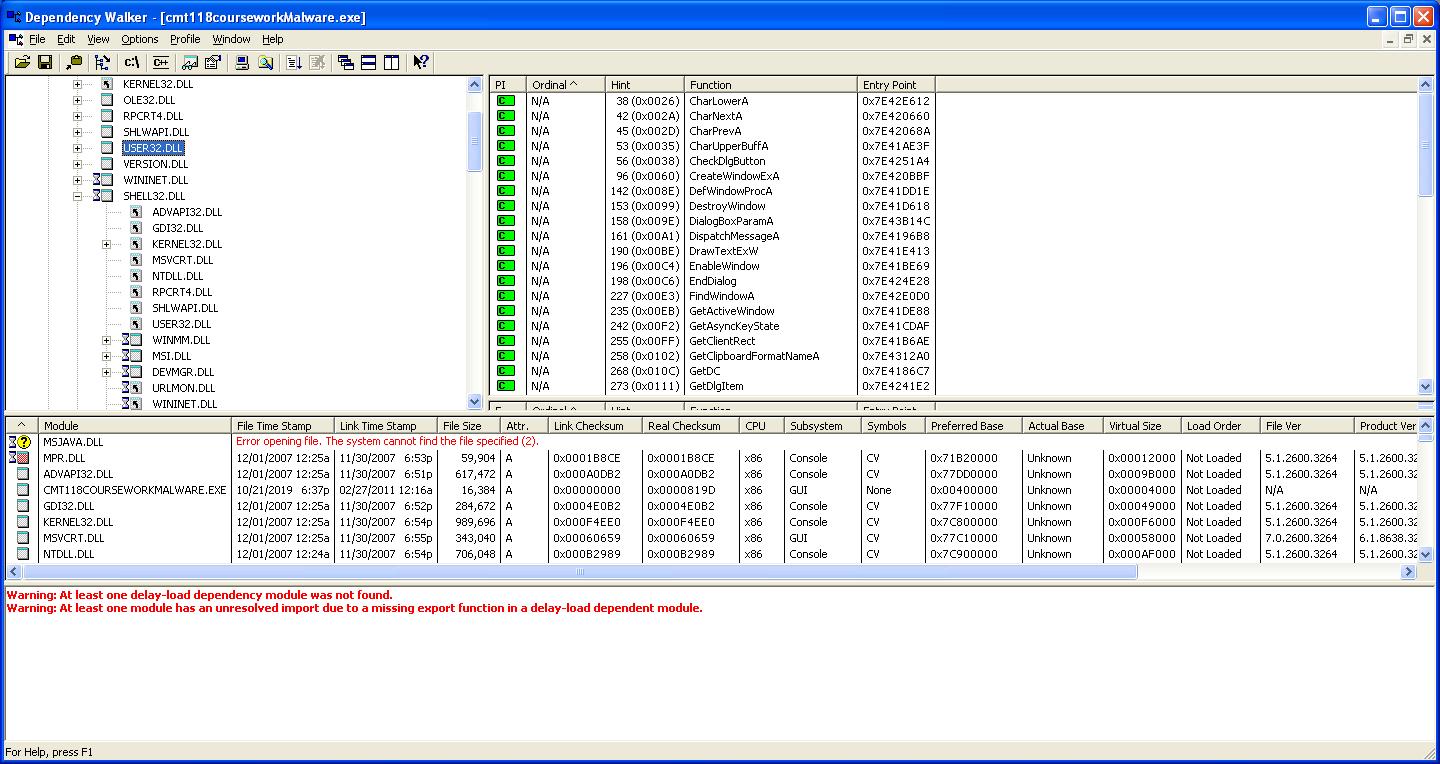 Dependency Walker - [cmt118courseworkMalware.exe]
File Edit View Options Profile Window Help
C:\ C++
KERNEL32.DLL
OLE32.DLL
RPCRT4.DLL
SHLWAPI.DLL
USER32.DLL
VERSION.DLL
WININET.DLL
SHELL32.DLL
ADVAPI32.DLL
GDI32.DLL
KERNEL32.DLL
MSVCRT.DLL
NTDLL.DLL
RPCRT4.DLL
SHLWAPI.DLL
USER32.DLL
WINMM.DLL
MSI.DLL
DEVMGR.DLL
URLMON.DLL
WININET.DLL
PI Ordinal ^ Hint Function Entry Point
C N/A 38 (0x0026) CharLowerA 0x7E42E612
C N/A 42 (0x002A) CharNextA 0x7E420660
C N/A 45 (0x002D) CharPrevA 0x7E42068A
C N/A 53 (0x0035) CharUpperBuffA 0x7E41AE3F
C N/A 56 (0x0038) CheckDlgButton 0x7E4251A4
C N/A 96 (0x0060) CreateWindowExA 0x7E420BBF
C N/A 142 (0x008E) DefWindowProcA 0x7E41DD1E
C N/A 153 (0x0099) DestroyWindow 0x7E41D618
C N/A 158 (0x009E) DialogBoxParamA 0x7E43B14C
C N/A 161 (0x00A1) DispatchMessageA 0x7E4196B8
C N/A 190 (0x00BE) DrawTextExW 0x7E41E413
C N/A 196 (0x00C4) EnableWindow 0x7E41BE69
C N/A 198 (0x00C6) EndDialog 0x7E424E28
C N/A 227 (0x00E3) FindWindowA 0x7E42E0D0
C N/A 235 (0x00EB) GetActiveWindow 0x7E41DE88
C N/A 242 (0x00F2) GetAsyncKeyState 0x7E41CDAF
C N/A 255 (0x00FF) GetClientRect 0x7E41B6AE
C N/A 258 (0x0102) GetClipboardFormatNameA 0x7E4312A0
C N/A 268 (0x010C) GetDC 0x7E4186C7
C N/A 273 (0x0111) GetDlgItem 0x7E4241E2
E Ordinal ^ Hint Function Entry Point
^ Module File Time Stamp Link Time Stamp File Size Attr. Link Checksum Real Checksum CPU Subsystem Symbols Preferred Base Actual Base Virtual Size Load Order File Ver Product Ver
MSJAVA.DLL Error opening file. The system cannot find the file specified (2).
MPR.DLL 12/01/2007 12:25a 11/30/2007 6:53p 59,904 A 0x0001B8CE 0x0001B8CE x86 Console CV 0x71B20000 Unknown 0x00012000 Not Loaded 5.1.2600.3264 5.1.2600.32
ADVAPI32.DLL 12/01/2007 12:25a 11/30/2007 6:51p 617,472 A 0x000A0DB2 0x000A0DB2 x86 Console CV 0x77DD0000 Unknown 0x0009B000 Not Loaded 5.1.2600.3264 5.1.2600.32
CMT118COURSEWORKMALWARE.EXE 10/21/2019 6:37p 02/27/2011 12:16a 16,384 A 0x00000000 0x0000819D x86 GUI None 0x00400000 Unknown 0x00004000 Not Loaded N/A N/A
GDI32.DLL 12/01/2007 12:25a 11/30/2007 6:52p 284,672 A 0x0004E0B2 0x0004E0B2 x86 Console CV 0x77F10000 Unknown 0x00049000 Not Loaded 5.1.2600.3264 5.1.2600.32
KERNEL32.DLL 12/01/2007 12:25a 11/30/2007 6:54p 989,696 A 0x000F4EE0 0x000F4EE0 x86 Console CV 0x7C800000 Unknown 0x000F6000 Not Loaded 5.1.2600.3264 5.1.2600.32
MSVCRT.DLL 12/01/2007 12:25a 11/30/2007 6:55p 343,040 A 0x00060659 0x00060659 x86 GUI CV 0x77C10000 Unknown 0x00058000 Not Loaded 7.0.2600.3264 6.1.8638.32
NTDLL.DLL 12/01/2007 12:24a 11/30/2007 6:54p 706,048 A 0x000B2989 0x000B2989 x86 Console CV 0x7C900000 Unknown 0x000AF000 Not Loaded 5.1.2600.3264 5.1.2600.32
Warning: At least one delay-load dependency module was not found.
Warning: At least one module has an unresolved import due to a missing export function in a delay-load dependent module.
For Help, press F1